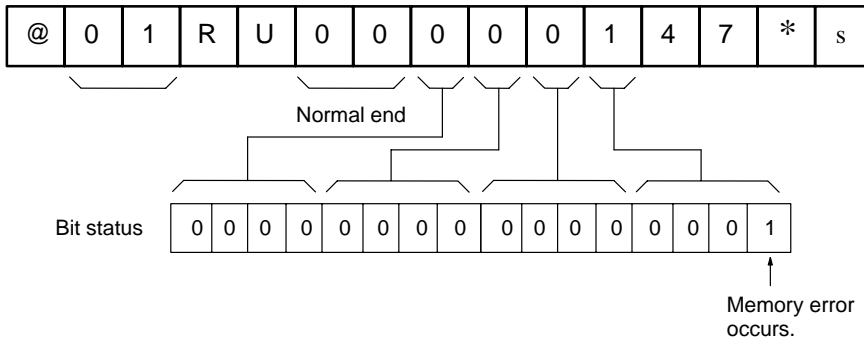 @ 0 1 R U 0 0 0 0 0 1 4 7 * s
Normal end
Bit status 0 0 0 0 0 0 0 0 0 0 0 0 0 0 0 1
Memory error
occurs.